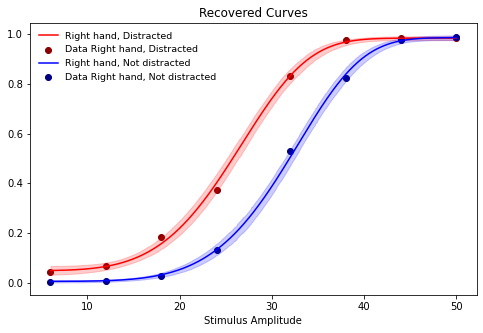 Recovered Curves
Right hand, Distracted
Data Right hand, Distracted
Right hand, Not distracted
Data Right hand, Not distracted
1.0
0.8
0.6
0.4
0.2
0.0
10 20 30 40 50
Stimulus Amplitude